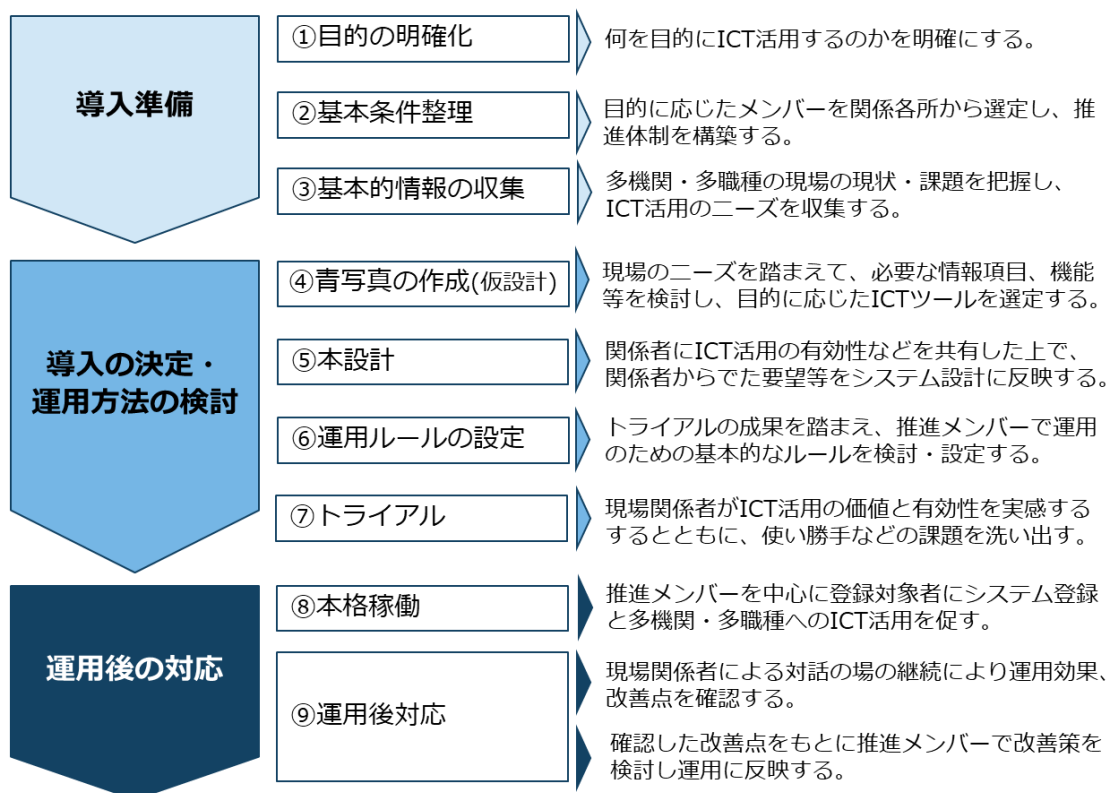 導入準備
①目的の明確化
何を目的にICT活用するのかを明確にする。
②基本条件整理
目的に応じたメンバーを関係各所から選定し、推
進体制を構築する。
③基本的情報の収集
多機関・多職種の現場の現状・課題を把握し、
ICT活用のニーズを収集する。
導入の決定・
運用方法の検討
④青写真の作成(仮設計)
現場のニーズを踏まえて、必要な情報項目、機能
等を検討し、目的に応じたICTツールを選定する。
⑤本設計
関係者にICT活用の有効性などを共有した上で、
関係者からでた要望等をシステム設計に反映する。
⑥運用ルールの設定
トライアルの成果を踏まえ、推進メンバーで運用
のための基本的なルールを検討・設定する。
⑦トライアル
現場関係者がICT活用の価値と有効性を実感する
するとともに、使い勝手などの課題を洗い出す。
運用後の対応
⑧本格稼働
推進メンバーを中心に登録対象者にシステム登録
と多機関・多職種へのICT活用を促す。
⑨運用後対応
現場関係者による対話の場の継続により運用効果、
改善点を確認する。
確認した改善点をもとに推進メンバーで改善策を
検討し運用に反映する。